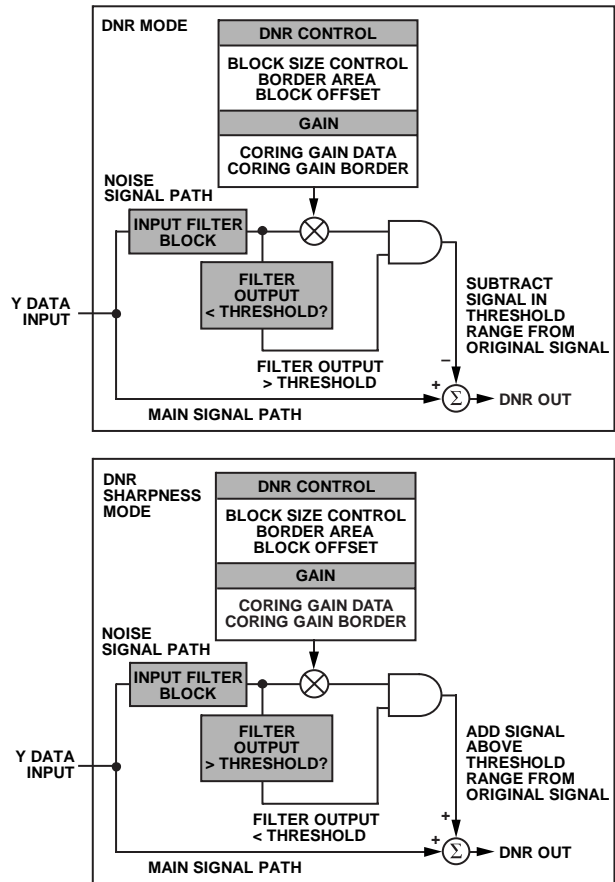 DNR MODE
DNR CONTROL
BLOCK SIZE CONTROL
BORDER AREA
BLOCK OFFSET
GAIN
CORING GAIN DATA
CORING GAIN BORDER
NOISE
SIGNAL PATH
INPUT FILTER
BLOCK
FILTER
OUTPUT
< THRESHOLD?
Y DATA
INPUT
FILTER OUTPUT
> THRESHOLD
SUBTRACT
SIGNAL IN
THRESHOLD
RANGE FROM
ORIGINAL SIGNAL
–
+
Σ
DNR OUT
MAIN SIGNAL PATH
DNR
SHARPNESS
MODE
DNR CONTROL
BLOCK SIZE CONTROL
BORDER AREA
BLOCK OFFSET
GAIN
CORING GAIN DATA
CORING GAIN BORDER
NOISE
SIGNAL PATH
INPUT FILTER
BLOCK
FILTER
OUTPUT
> THRESHOLD?
Y DATA
INPUT
FILTER OUTPUT
< THRESHOLD
ADD SIGNAL
ABOVE
THRESHOLD
RANGE FROM
ORIGINAL SIGNAL
+
+
Σ
DNR OUT
MAIN SIGNAL PATH